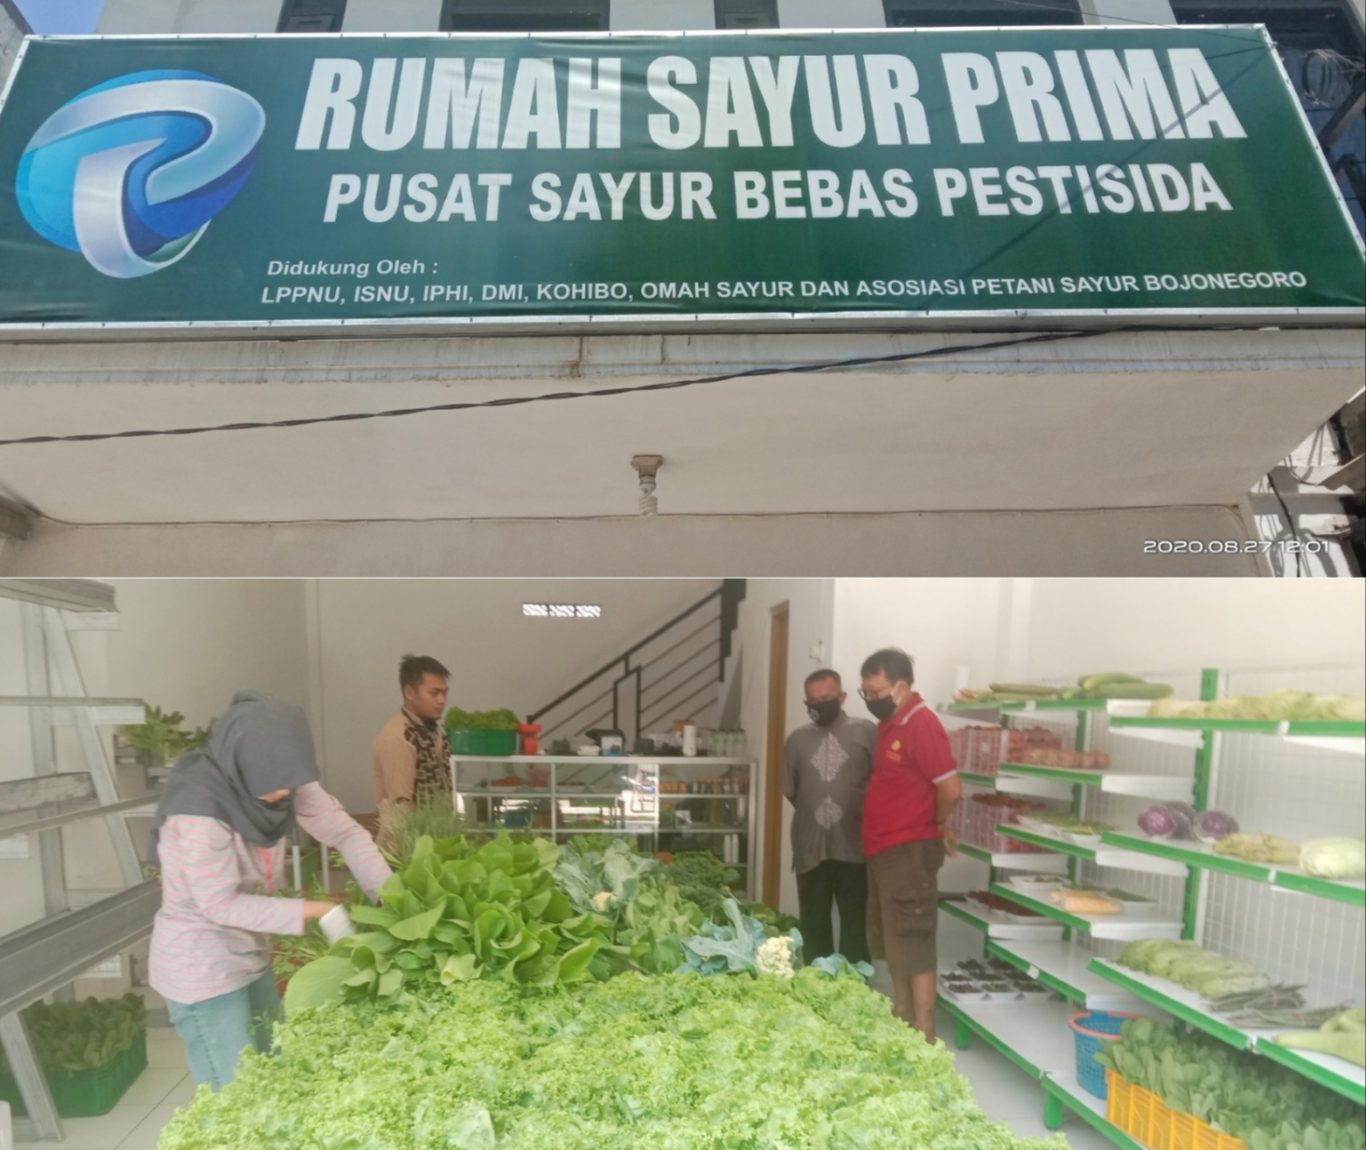 RUMAH SAYUR PRIMA
PUSAT SAYUR BEBAS PESTISIDA
Didukung Oleh :
LPPNU, ISNU, IPHI, DMI, KOHIBO, OMAH SAYUR DAN ASOSIASI PETANI SAYUR BOJONEGORO
2020.08.27 12:01